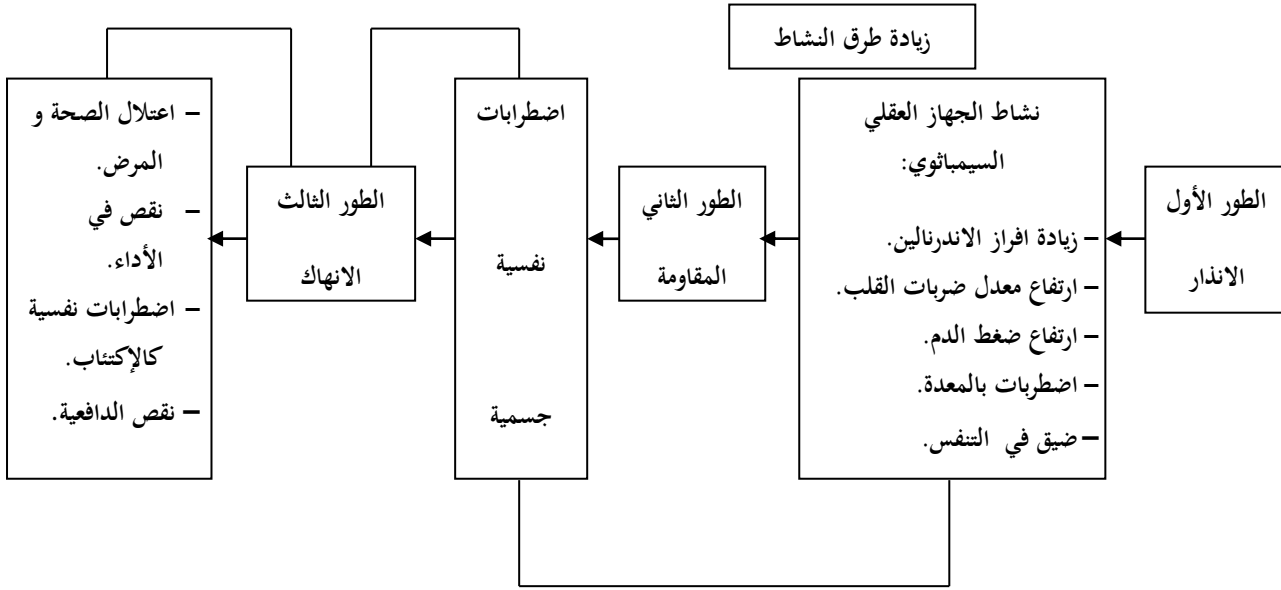 زيادة طرق النشاط
الطور الأول
الانذار
نشاط الجهاز العقلي
السيمباثوي:
– زيادة افراز الاندرنالين.
– ارتفاع معدل ضربات القلب.
– ارتفاع ضغط الدم.
– اضطربات بالمعدة.
– ضيق في التنفس.
الطور الثاني
المقاومة
اضطرابات
نفسية
جسمية
الطور الثالث
الانهاك
– اعتلال الصحة و
المرض.
– نقص في
الأداء.
– اضطرابات نفسية
كالإكتئاب.
– نقص الدافعية.